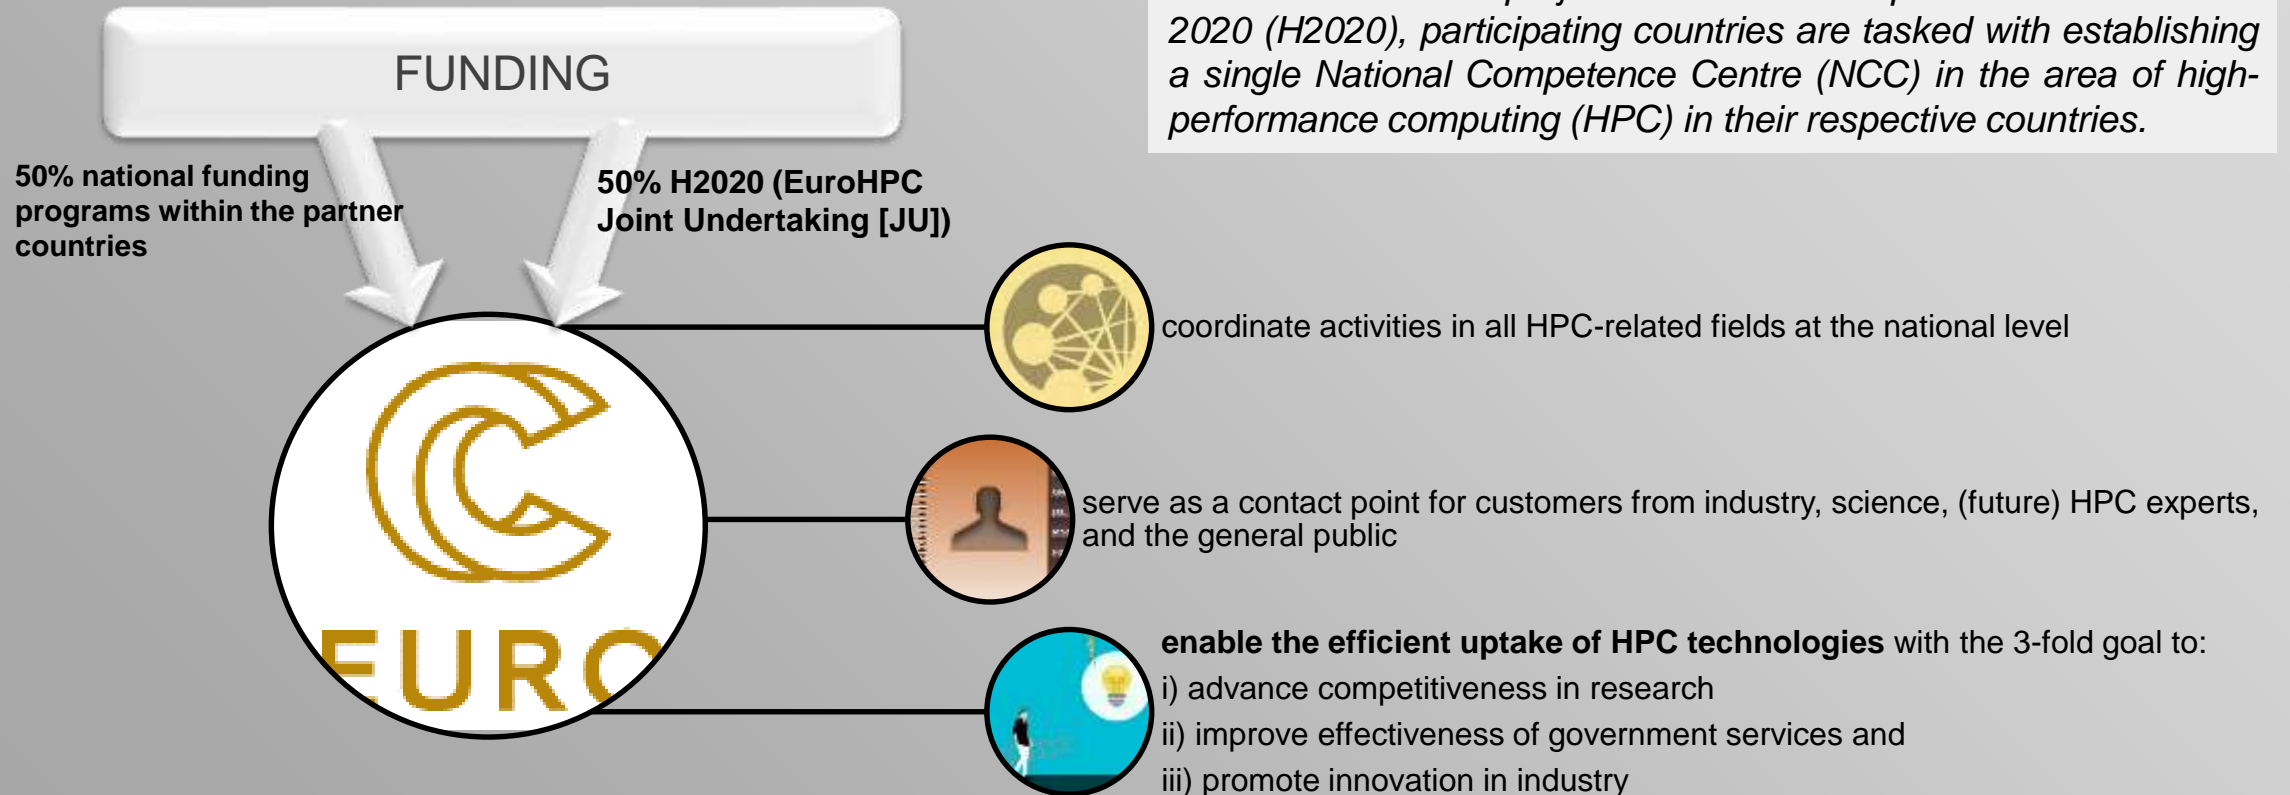 FUNDING
2020 (H2020), participating countries are tasked with establishing
a single National Competence Centre (NCC) in the area of high-
performance computing (HPC) in their respective countries.
50% national funding
programs within the partner
countries
50% H2020 (EuroHPC
Joint Undertaking [JU])
coordinate activities in all HPC-related fields at the national level
serve as a contact point for customers from industry, science, (future) HPC experts,
and the general public
EURO
enable the efficient uptake of HPC technologies with the 3-fold goal to:
i) advance competitiveness in research
ii) improve effectiveness of government services and
iii) promote innovation in industry